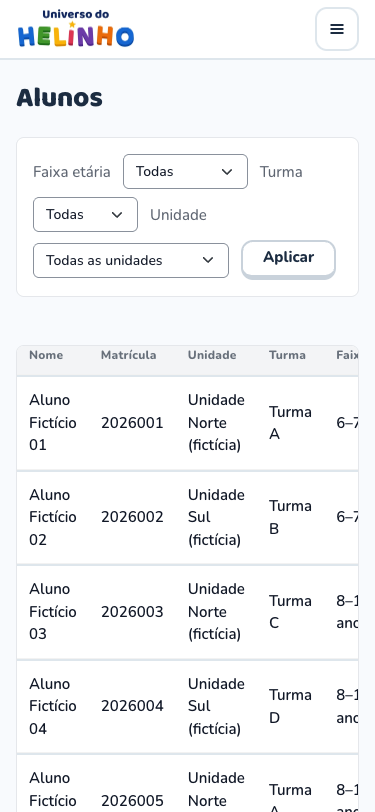 Universo do
HELINHO
Alunos
Faixa etária Todas Turma
Todas Unidade
Todas as unidades Aplicar
Nome Matrícula Unidade Turma
Aluno Fictício 01 2026001 Unidade Norte (fictícia) Turma A
Aluno Fictício 02 2026002 Unidade Sul (fictícia) Turma B
Aluno Fictício 03 2026003 Unidade Norte (fictícia) Turma C
Aluno Fictício 04 2026004 Unidade Sul (fictícia) Turma D
Aluno Fictício 2026005 Unidade Norte Turma